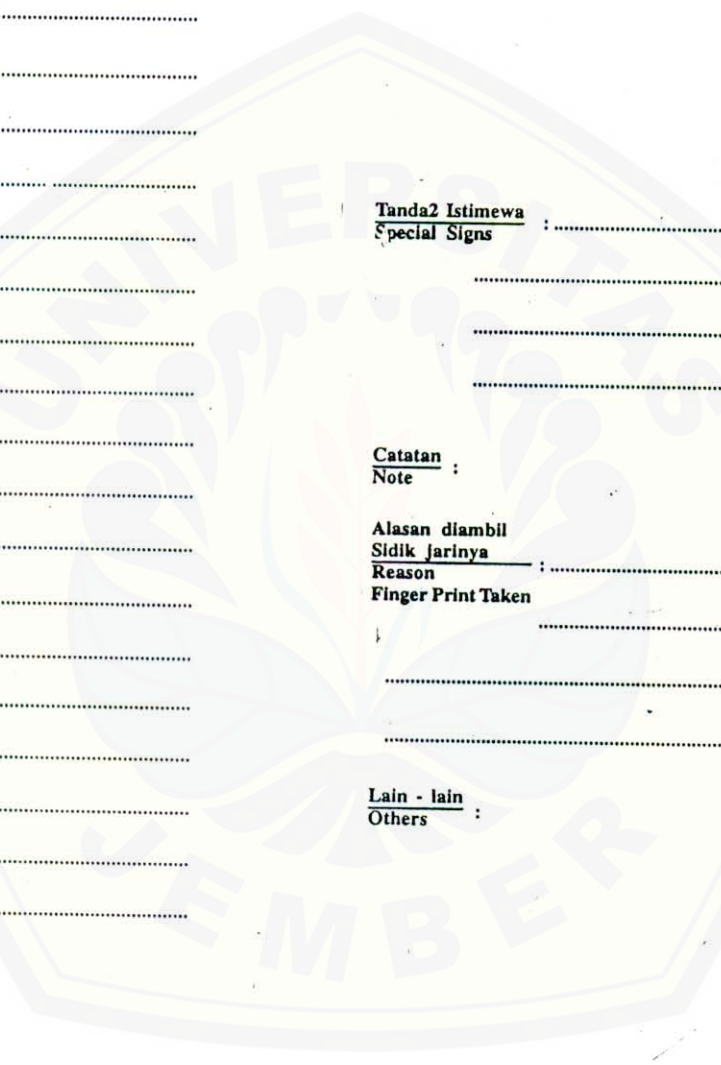 UNIVERSITAS
Tanda2 Istimewa :
Special Signs
Catatan :
Note
Alasan diambil
Sidik jarinya :
Reason
Finger Print Taken
Lain - lain :
Others
JEMBER